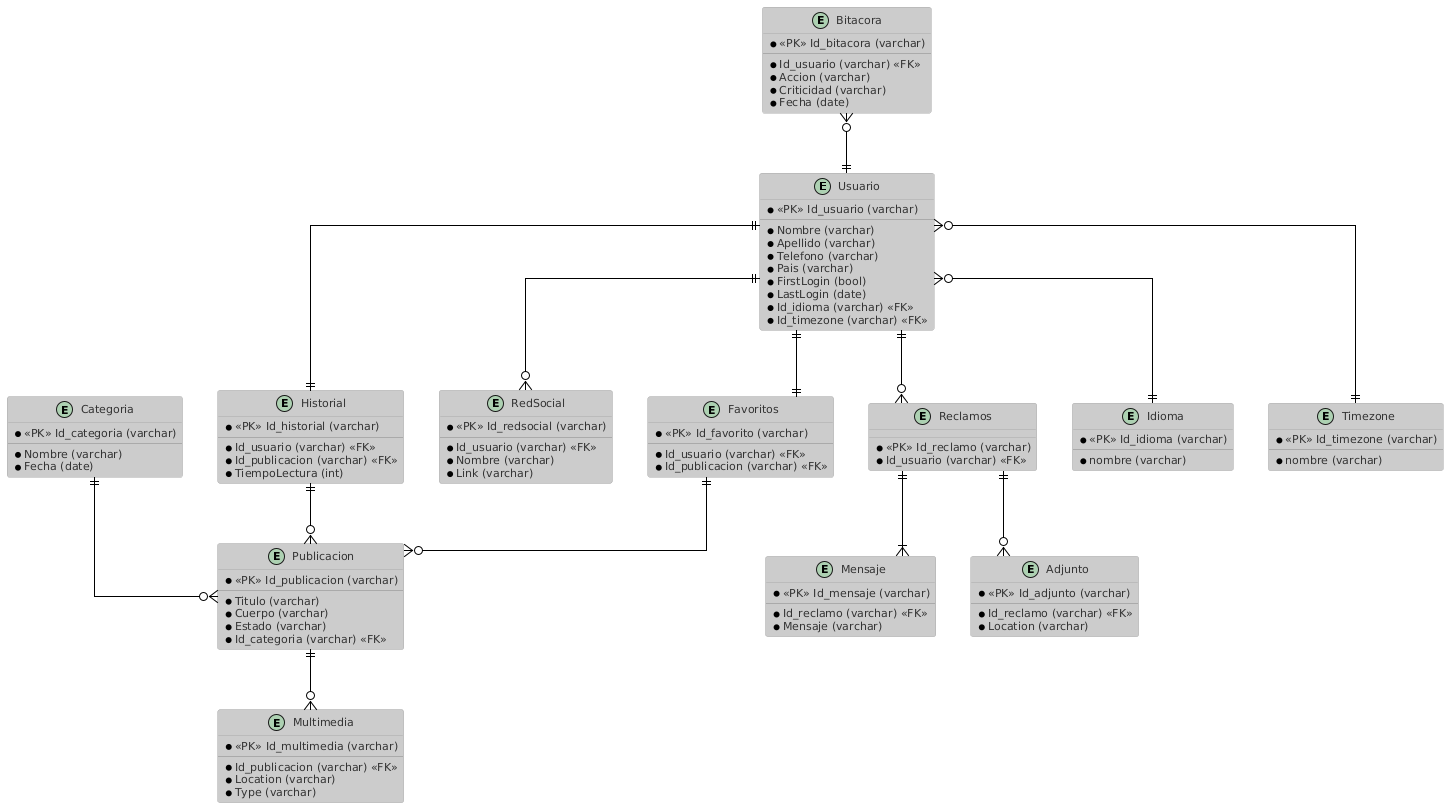 E Bitacora
«PK» Id_bitacora (varchar)
Id_usuario (varchar) «FK»
Accion (varchar)
Criticidad (varchar)
Fecha (date)
E Usuario
«PK» Id_usuario (varchar)
Nombre (varchar)
Apellido (varchar)
Telefono (varchar)
Pais (varchar)
FirstLogin (bool)
LastLogin (date)
Id_idioma (varchar) «FK»
Id_timezone (varchar) «FK»
E Categoria
«PK» Id_categoria (varchar)
Nombre (varchar)
Fecha (date)
E Historial
«PK» Id_historial (varchar)
Id_usuario (varchar) «FK»
Id_publicacion (varchar) «FK»
TiempoLectura (int)
E RedSocial
«PK» Id_redsocial (varchar)
Id_usuario (varchar) «FK»
Nombre (varchar)
Link (varchar)
E Favoritos
«PK» Id_favorito (varchar)
Id_usuario (varchar) «FK»
Id_publicacion (varchar) «FK»
E Reclamos
«PK» Id_reclamo (varchar)
Id_usuario (varchar) «FK»
E Idioma
«PK» Id_idioma (varchar)
nombre (varchar)
E Timezone
«PK» Id_timezone (varchar)
nombre (varchar)
E Publicacion
«PK» Id_publicacion (varchar)
Titulo (varchar)
Cuerpo (varchar)
Estado (varchar)
Id_categoria (varchar) «FK»
E Mensaje
«PK» Id_mensaje (varchar)
Id_reclamo (varchar) «FK»
Mensaje (varchar)
E Adjunto
«PK» Id_adjunto (varchar)
Id_reclamo (varchar) «FK»
Location (varchar)
E Multimedia
«PK» Id_multimedia (varchar)
Id_publicacion (varchar) «FK»
Location (varchar)
Type (varchar)